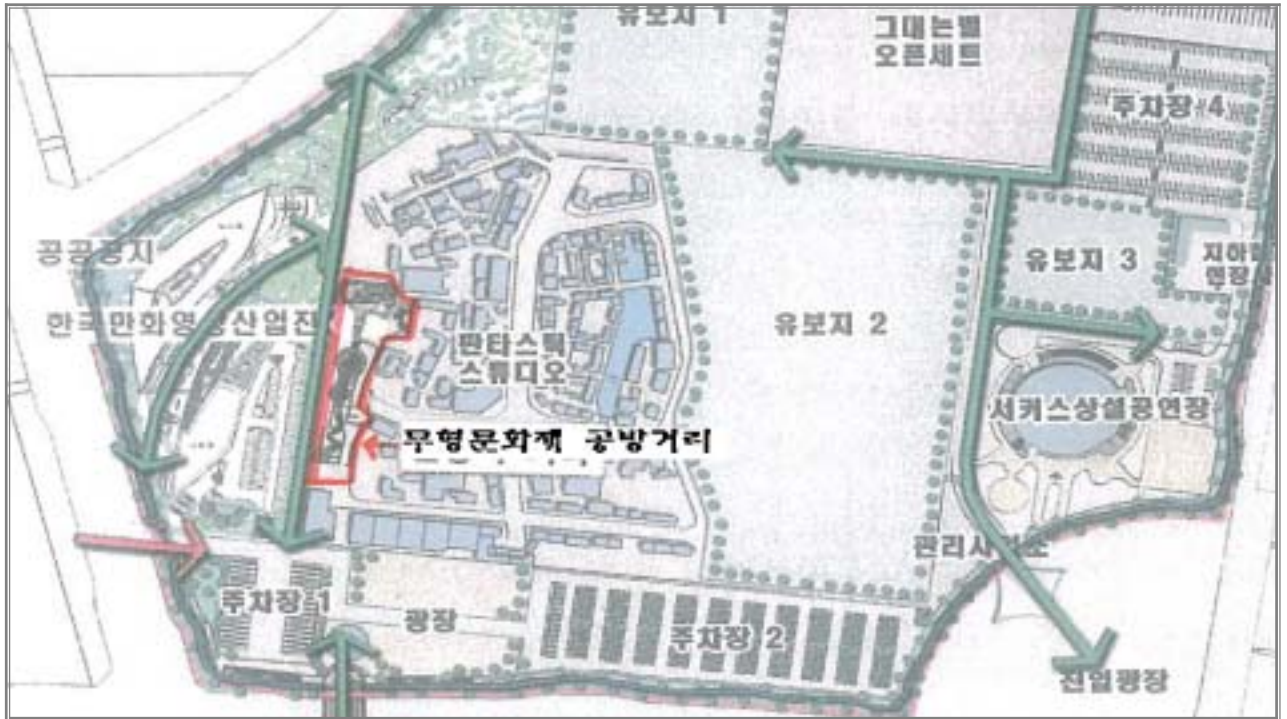 유보지 1
그대는별
오픈세트
주차장 4
공공공지
유보지 3
지하
연장
한국만화영상산업진
유보지 2
판타스틱
스튜디오
서커스상설공연장
무형문화재 공방거리
관리사
주차장 1
광장
주차장 2
진입광장